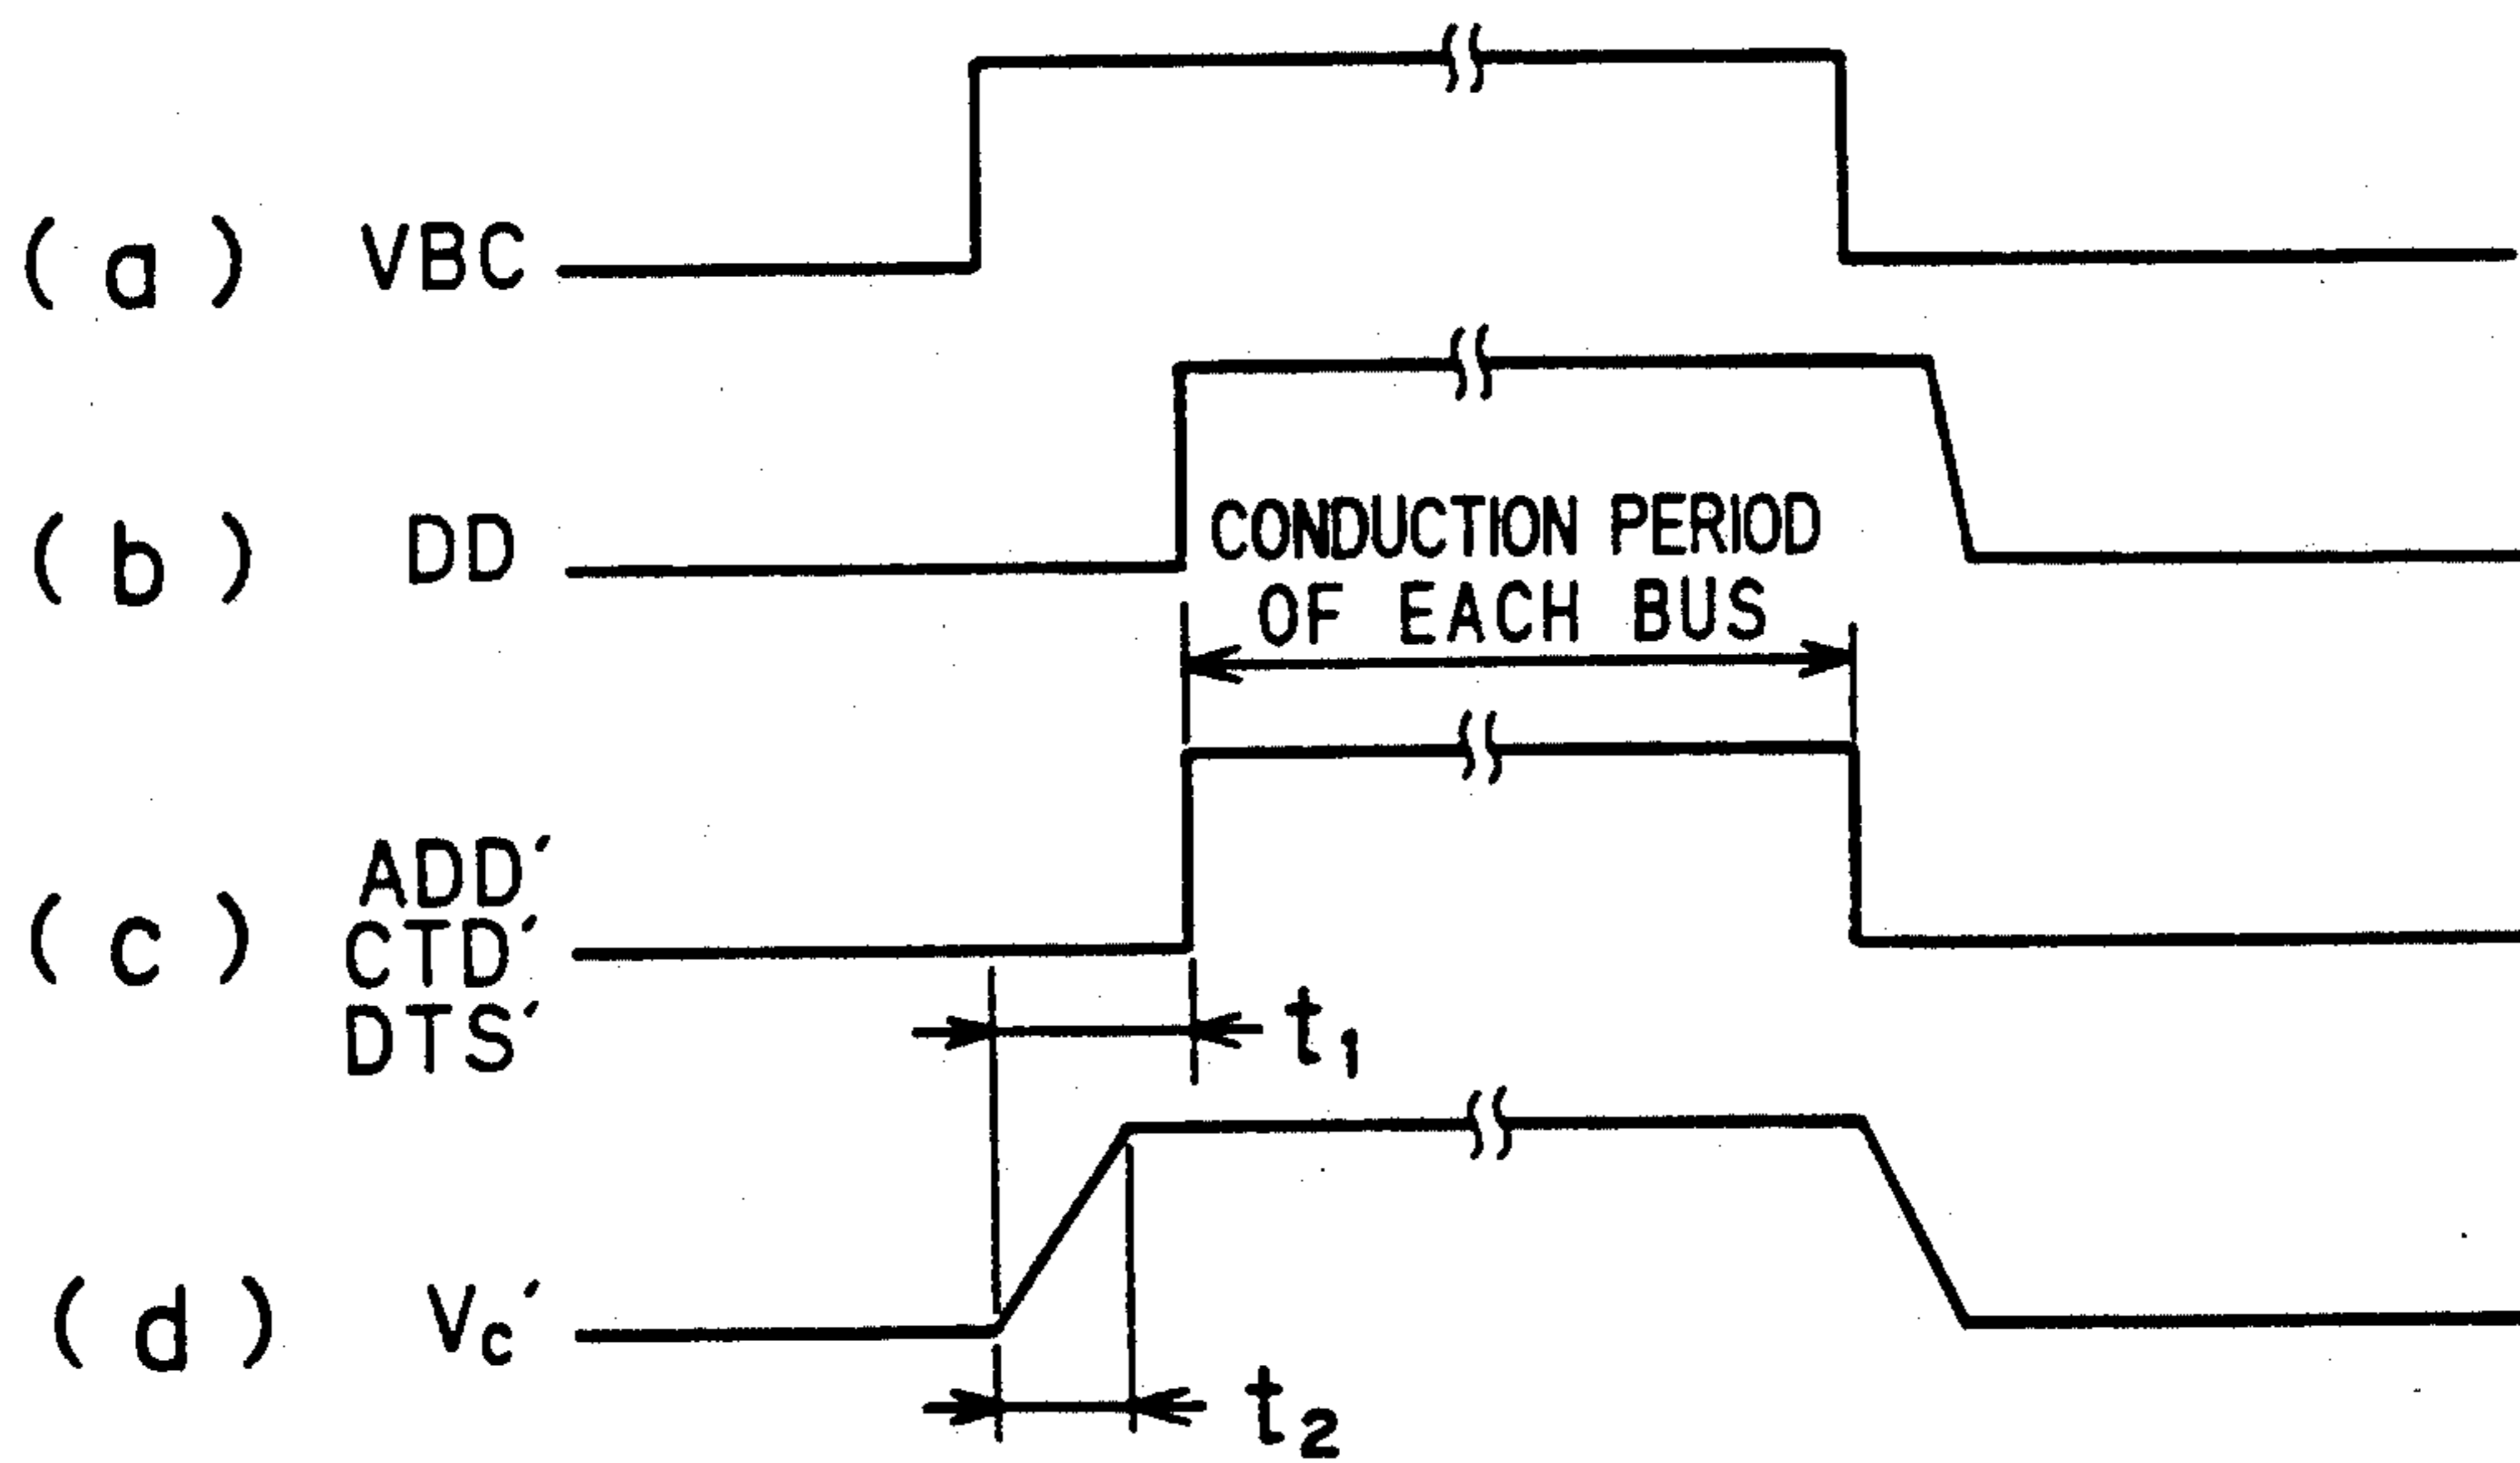 (a) VBC
(b) DD
CONDUCTION PERIOD
OF EACH BUS
ADD′
(c) CTD′
DTS′
t₁
(d) Vc′
t₂